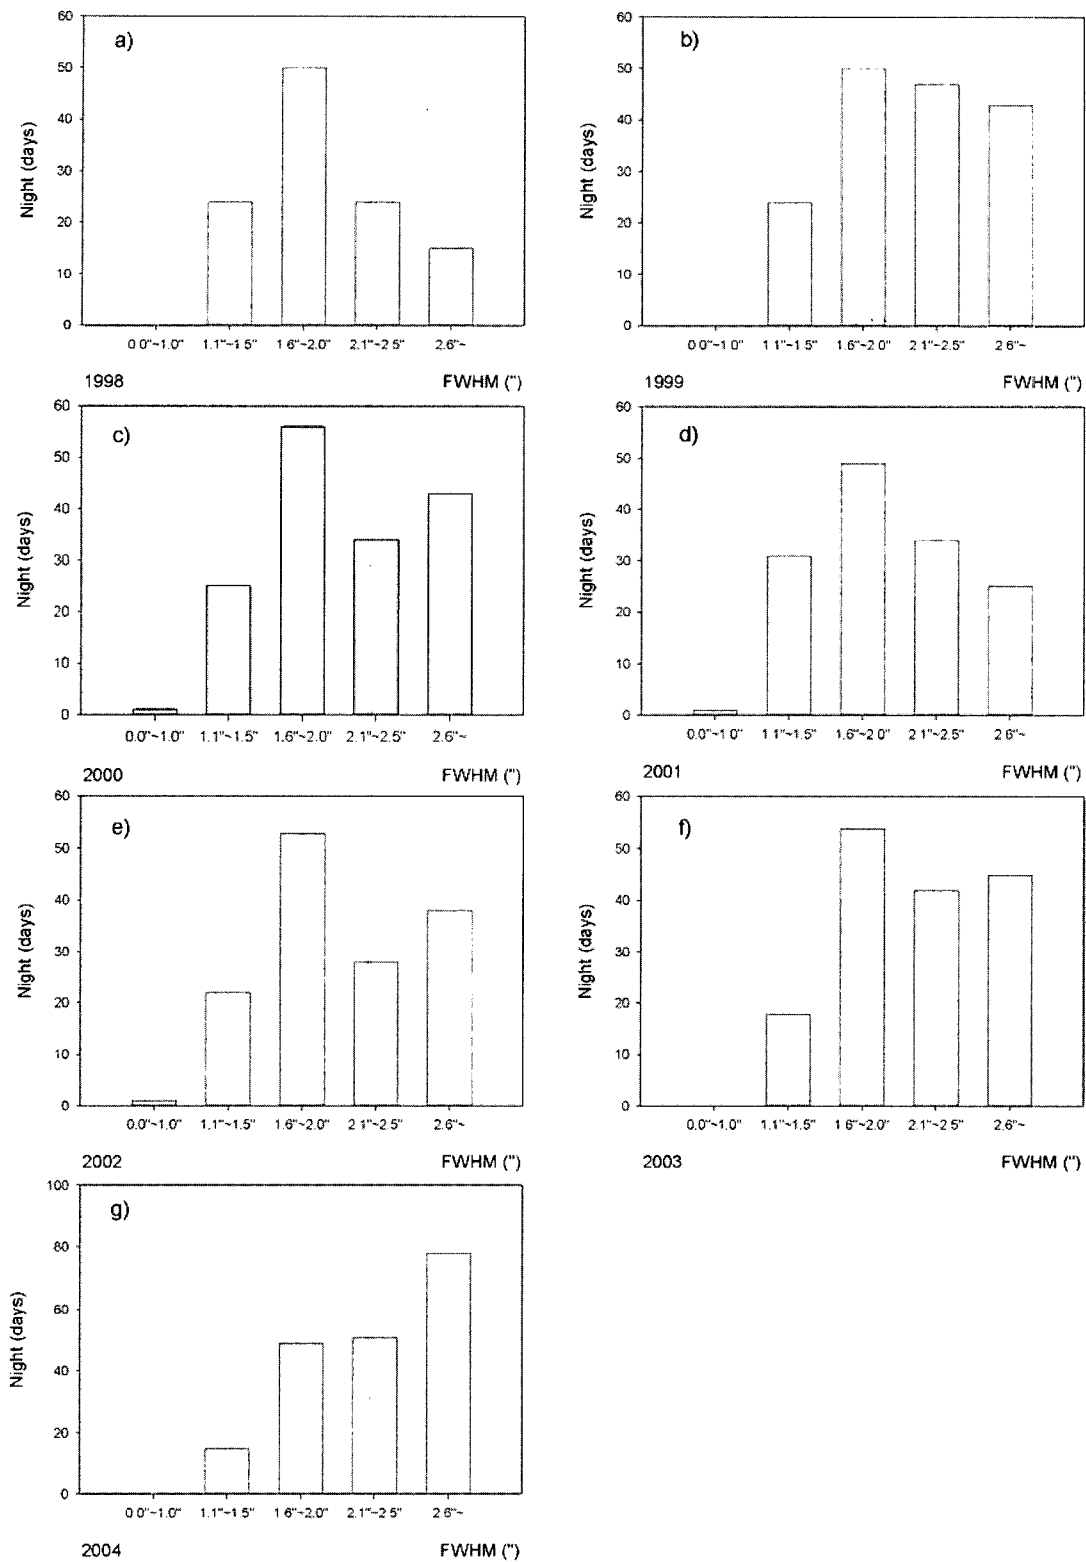 a)
60
50
40
30
20
10
0
Night (days)
0.0"~1.0" 1.1"~1.5" 1.6"~2.0" 2.1"~2.5" 2.6"~
1998 FWHM (")
b)
60
50
40
30
20
10
0
Night (days)
0.0"~1.0" 1.1"~1.5" 1.6"~2.0" 2.1"~2.5" 2.6"~
1999 FWHM (")
c)
60
50
40
30
20
10
0
Night (days)
0.0"~1.0" 1.1"~1.5" 1.6"~2.0" 2.1"~2.5" 2.6"~
2000 FWHM (")
d)
60
50
40
30
20
10
0
Night (days)
0.0"~1.0" 1.1"~1.5" 1.6"~2.0" 2.1"~2.5" 2.6"~
2001 FWHM (")
e)
60
50
40
30
20
10
0
Night (days)
0.0"~1.0" 1.1"~1.5" 1.6"~2.0" 2.1"~2.5" 2.6"~
2002 FWHM (")
f)
60
50
40
30
20
10
0
Night (days)
0.0"~1.0" 1.1"~1.5" 1.6"~2.0" 2.1"~2.5" 2.6"~
2003 FWHM (")
g)
100
80
60
40
20
0
Night (days)
0.0"~1.0" 1.1"~1.5" 1.6"~2.0" 2.1"~2.5" 2.6"~
2004 FWHM (")